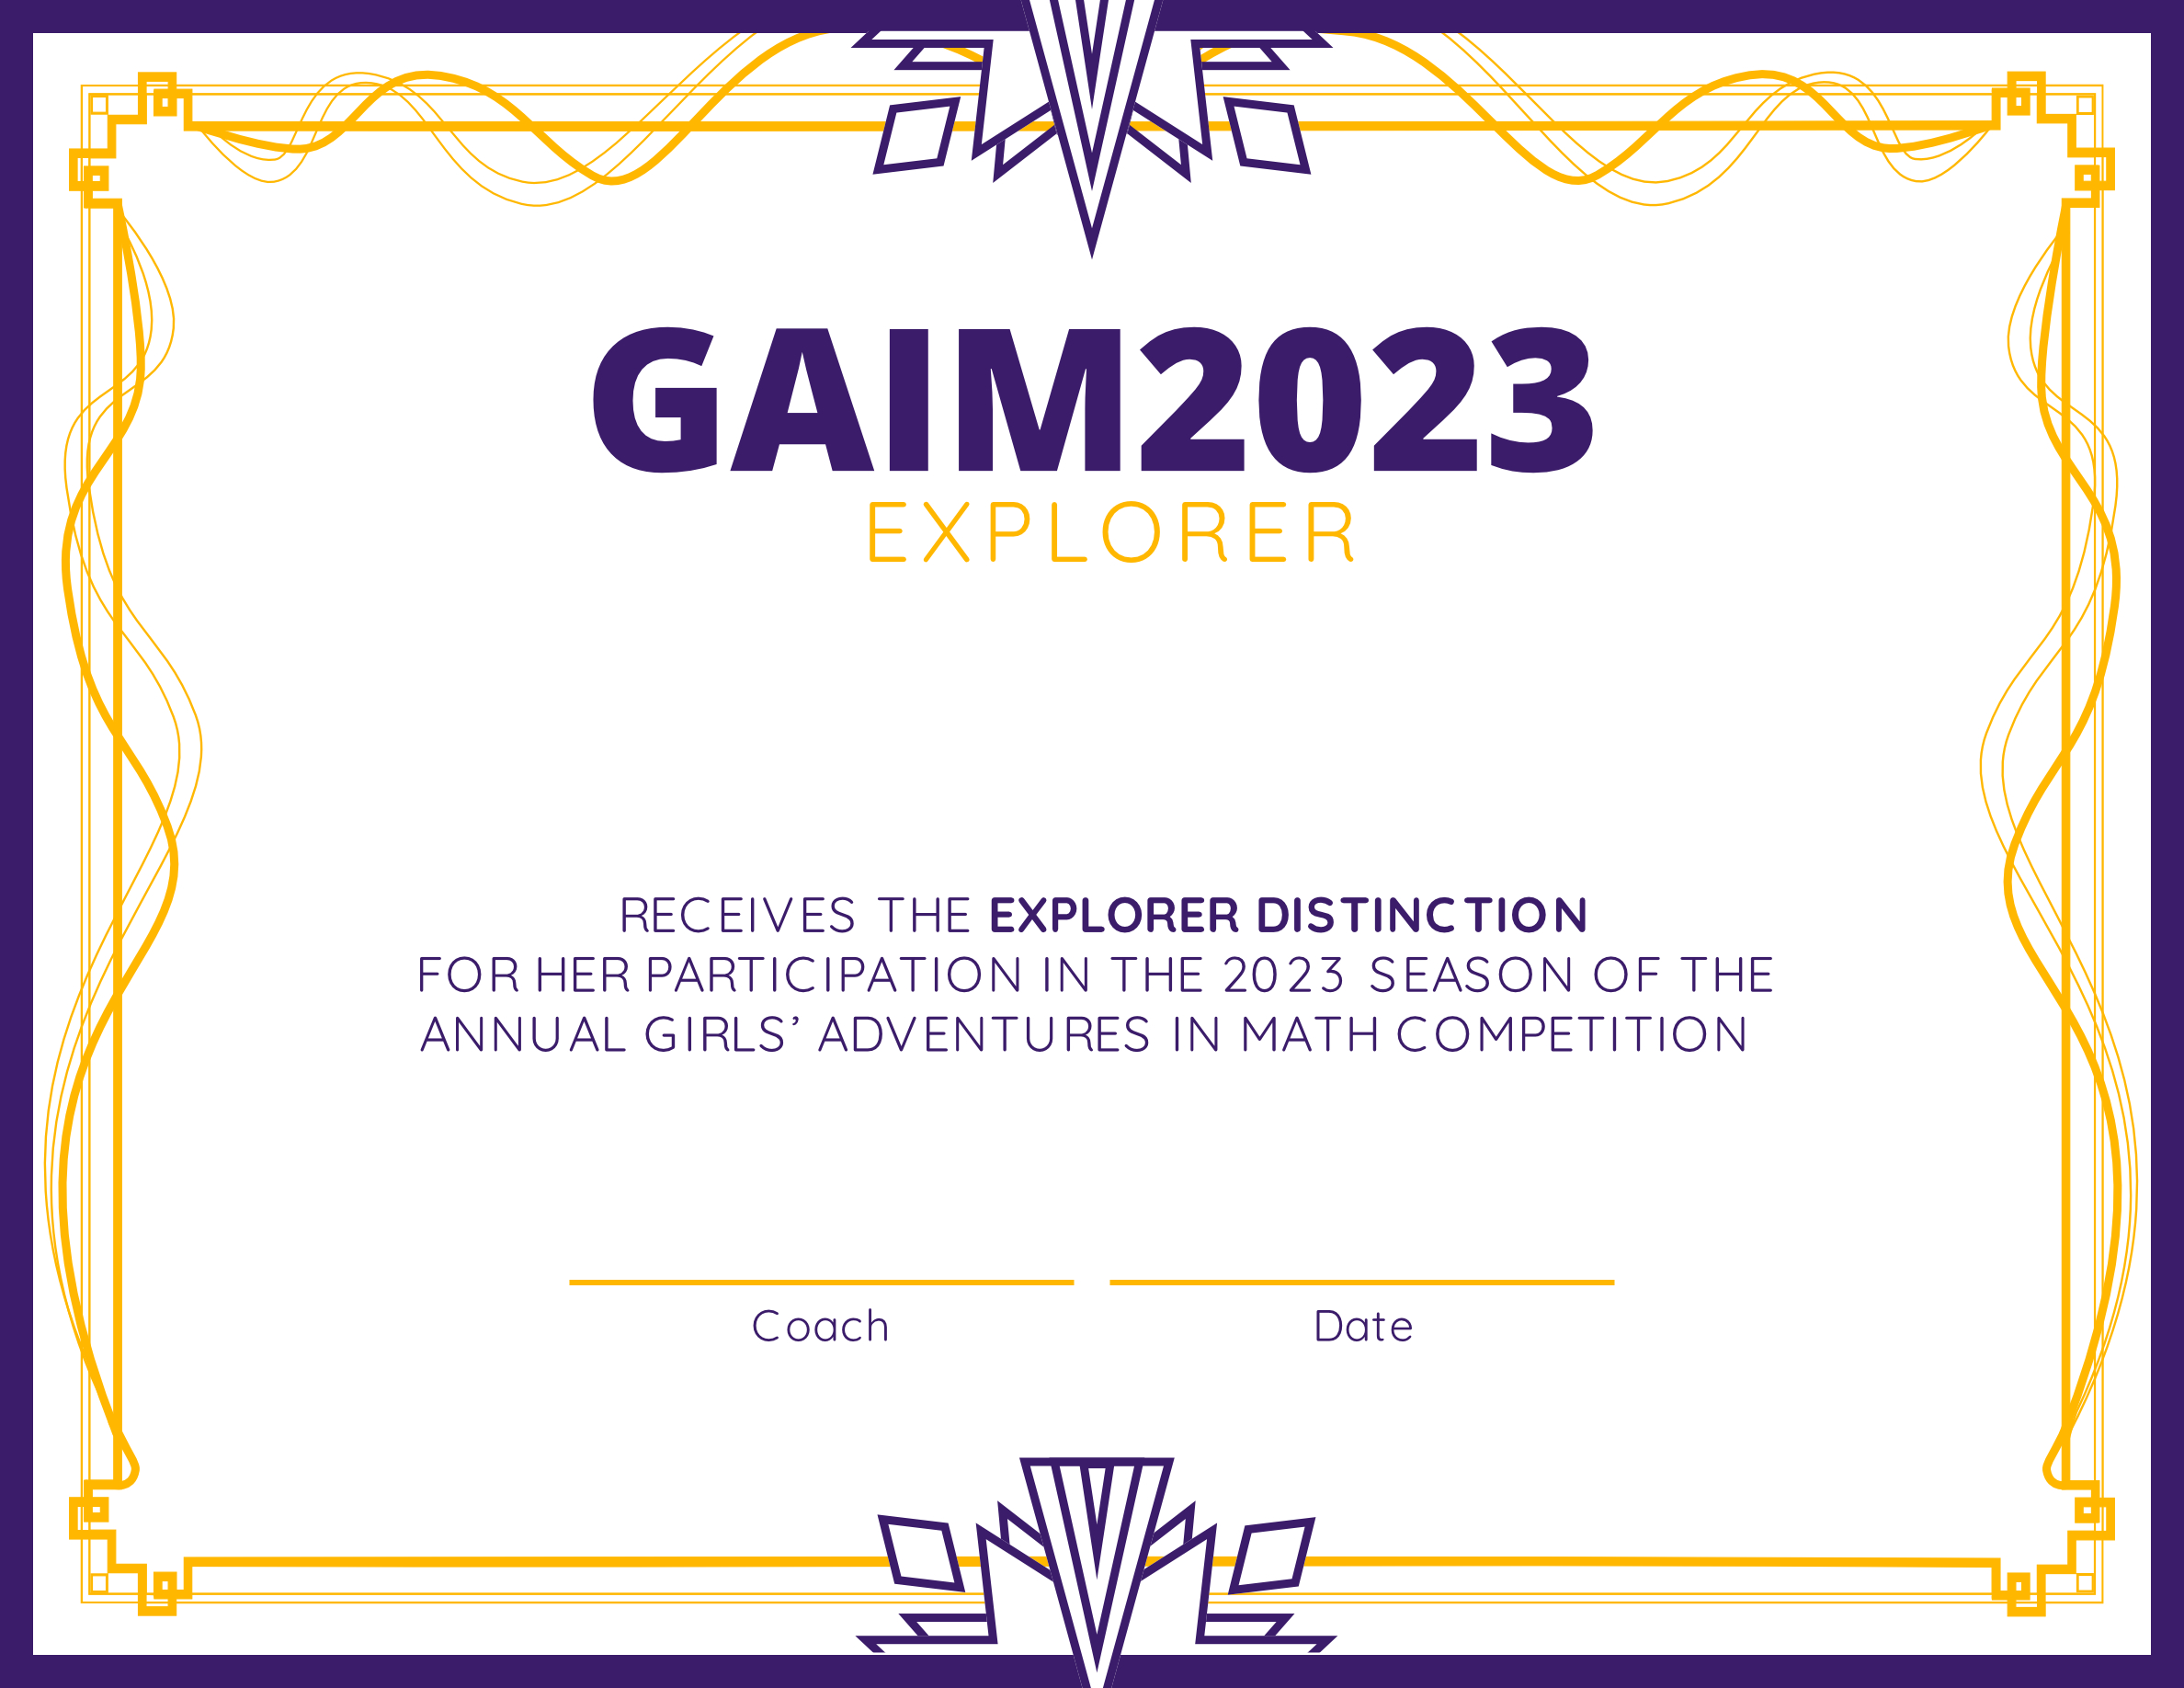 GAIM2023
EXPLORER
RECEIVES THE EXPLORER DISTINCTION
FOR HER PARTICIPATION IN THE 2023 SEASON OF THE
ANNUAL GIRLS’ ADVENTURES IN MATH COMPETITION
Coach Date